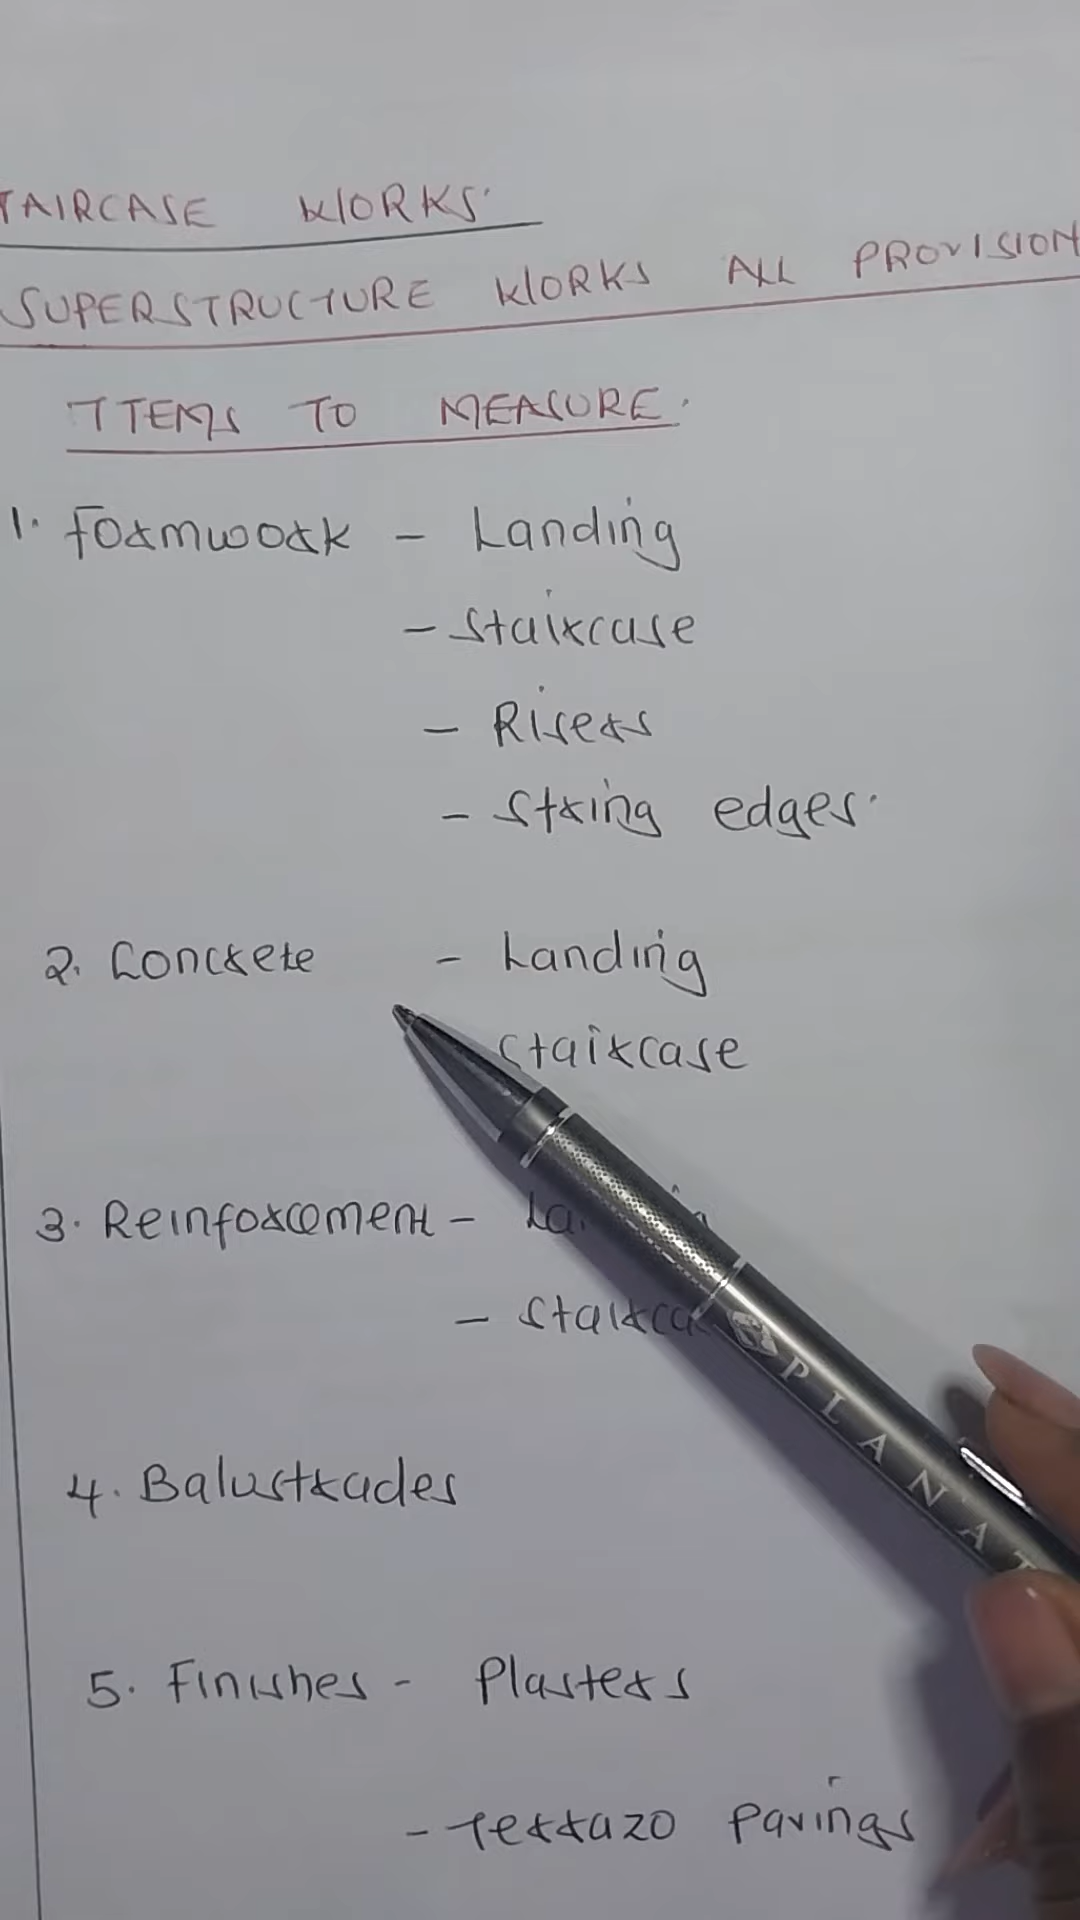 TAIRCASE WORKS.
SUPERSTRUCTURE WORKS ALL PROVISION
ITEMS TO MEASURE.
1. Formwork - Landing
- Staircase
- Risers
- String edges.
2. Concrete - Landing
Staircase
3. Reinforcement -
-
4. Balustrades
5. Finishes - Plasters
- Terrazo Pavings
PLANAT